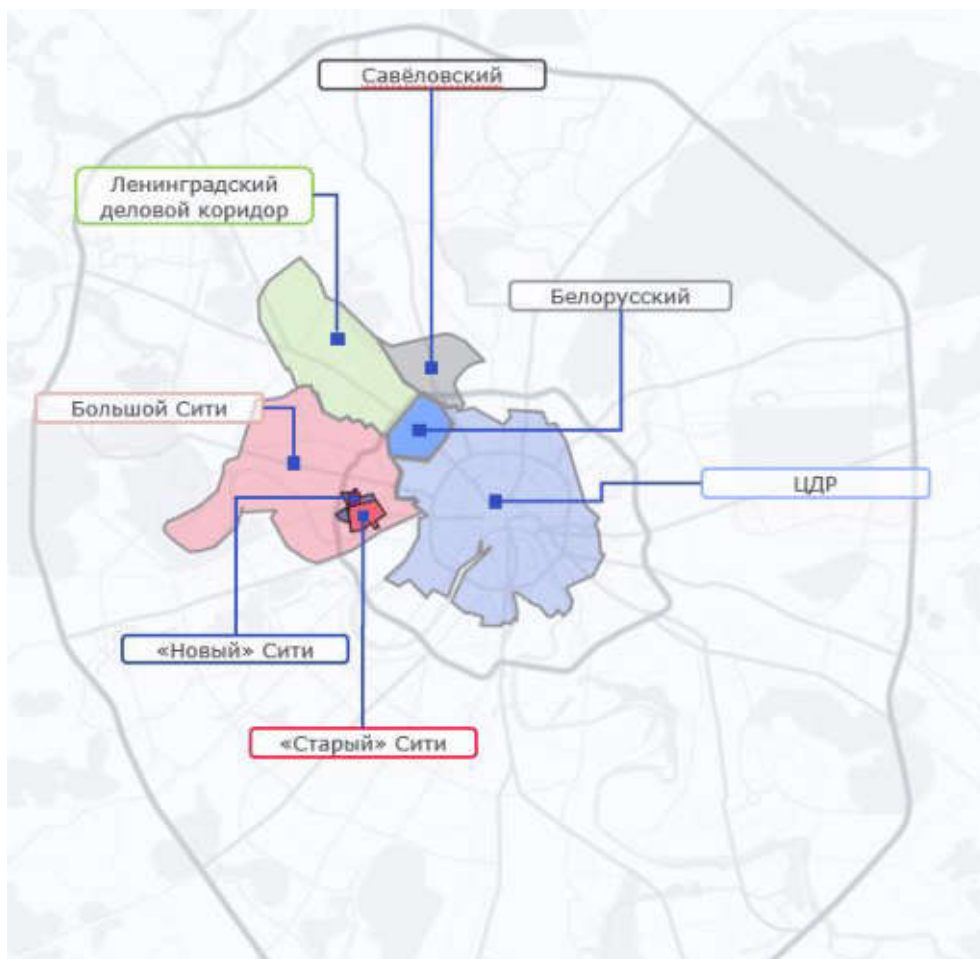 Савёловский
Ленинградский
деловой коридор
Белорусский
Большой Сити
ЦДР
«Новый» Сити
«Старый» Сити